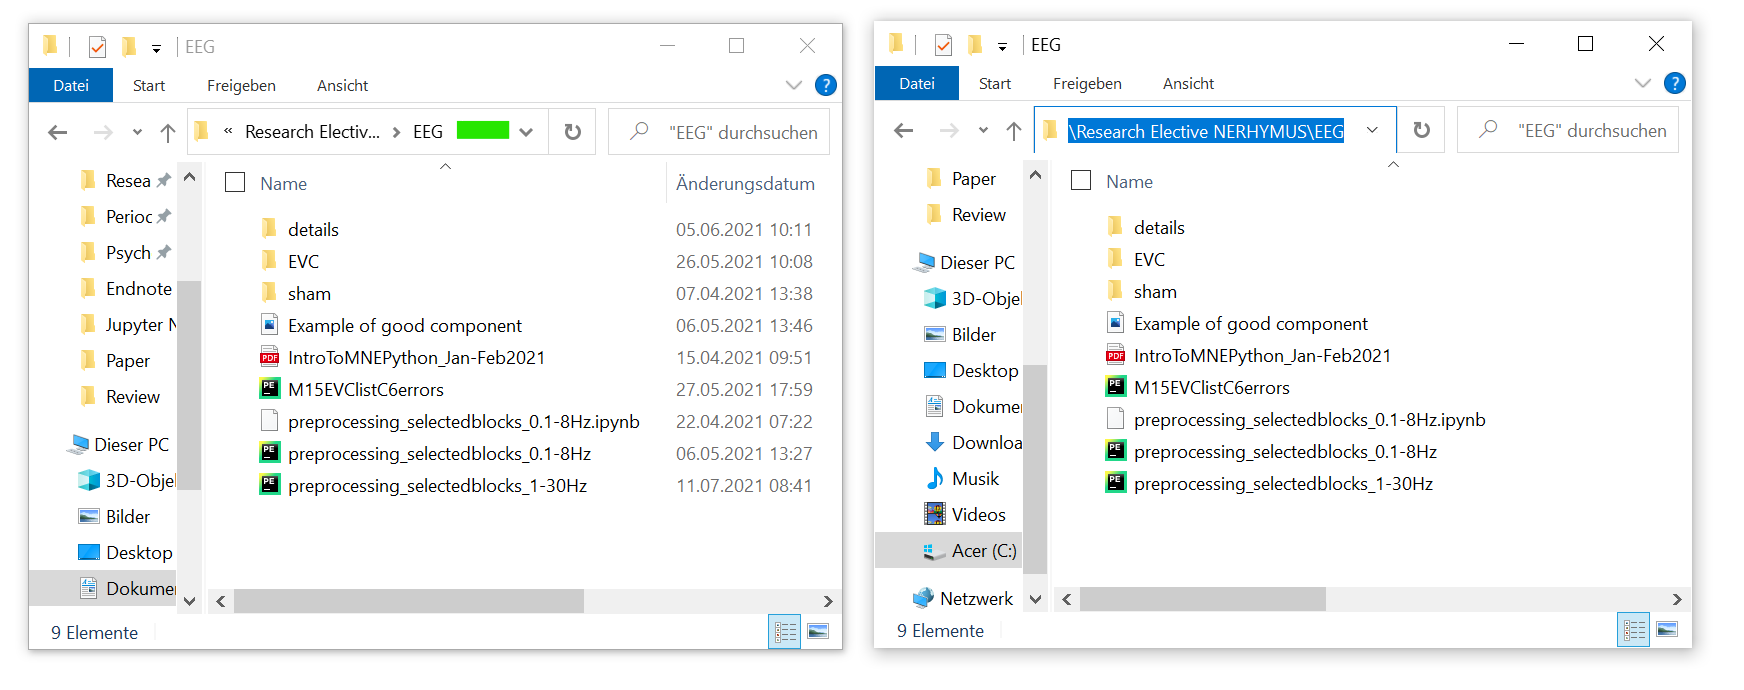 EEG
Datei Start Freigeben Ansicht
« Research Electiv... > EEG "EEG" durchsuchen
Name Änderungsdatum
Resea
Perioc
Psych
Endnote
Jupyter N
Paper
Review
Dieser PC
3D-Obje
Bilder
Desktop
Dokume
details 05.06.2021 10:11
EVC 26.05.2021 10:08
sham 07.04.2021 13:38
Example of good component 06.05.2021 13:46
IntroToMNEPython_Jan-Feb2021 15.04.2021 09:51
M15EVClistC6errors 27.05.2021 17:59
preprocessing_selectedblocks_0.1-8Hz.ipynb 22.04.2021 07:22
preprocessing_selectedblocks_0.1-8Hz 06.05.2021 13:27
preprocessing_selectedblocks_1-30Hz 11.07.2021 08:41
9 Elemente
EEG
Datei Start Freigeben Ansicht
\Research Elective NERHYMUS\EEG "EEG" durchsuchen
Name
Paper
Review
Dieser PC
3D-Obje
Bilder
Desktop
Dokume
Downloa
Musik
Videos
Acer (C:)
Netzwerk
details
EVC
sham
Example of good component
IntroToMNEPython_Jan-Feb2021
M15EVClistC6errors
preprocessing_selectedblocks_0.1-8Hz.ipynb
preprocessing_selectedblocks_0.1-8Hz
preprocessing_selectedblocks_1-30Hz
9 Elemente